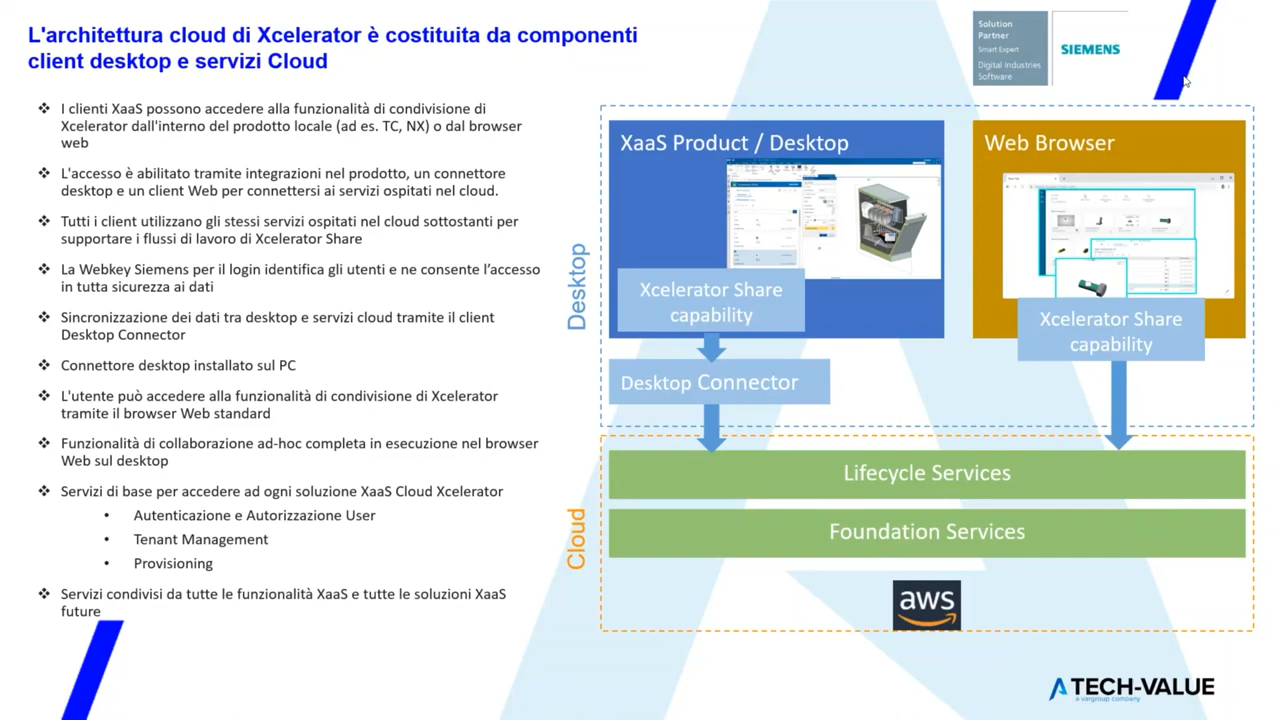 L'architettura cloud di Xcelerator è costituita da componenti
client desktop e servizi Cloud
Solution
Partner
Smart Expert
Digital Industries
Software
SIEMENS
❖ I clienti XaaS possono accedere alla funzionalità di condivisione di
Xcelerator dall'interno del prodotto locale (ad es. TC, NX) o dal browser
web
❖ L'accesso è abilitato tramite integrazioni nel prodotto, un connettore
desktop e un client Web per connettersi ai servizi ospitati nel cloud.
❖ Tutti i client utilizzano gli stessi servizi ospitati nel cloud sottostanti per
supportare i flussi di lavoro di Xcelerator Share
❖ La Webkey Siemens per il login identifica gli utenti e ne consente l’accesso
in tutta sicurezza ai dati
❖ Sincronizzazione dei dati tra desktop e servizi cloud tramite il client
Desktop Connector
❖ Connettore desktop installato sul PC
❖ L'utente può accedere alla funzionalità di condivisione di Xcelerator
tramite il browser Web standard
❖ Funzionalità di collaborazione ad-hoc completa in esecuzione nel browser
Web sul desktop
❖ Servizi di base per accedere ad ogni soluzione XaaS Cloud Xcelerator
• Autenticazione e Autorizzazione User
• Tenant Management
• Provisioning
❖ Servizi condivisi da tutte le funzionalità XaaS e tutte le soluzioni XaaS
future
Desktop
XaaS Product / Desktop
Xcelerator Share
capability
Desktop Connector
Web Browser
Xcelerator Share
capability
Cloud
Lifecycle Services
Foundation Services
aws
TECH-VALUE
a vargroup company